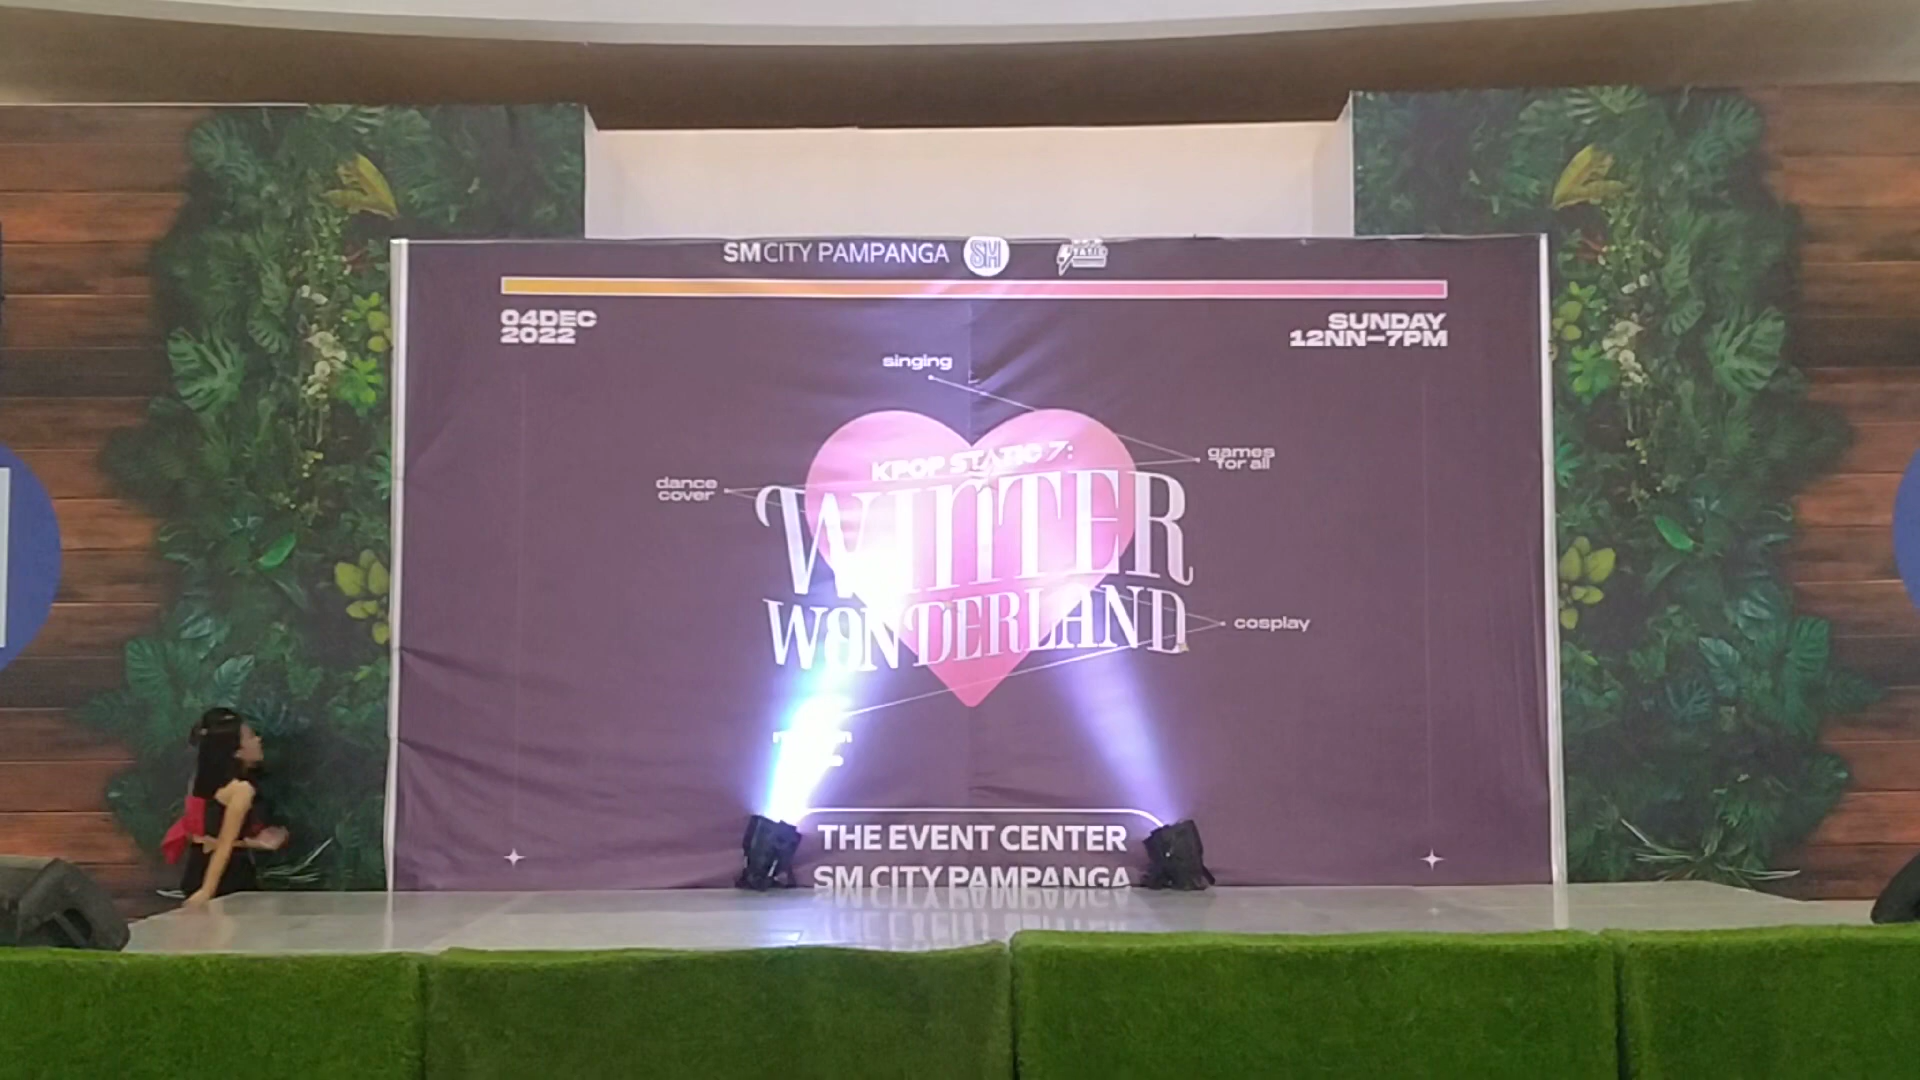 SM CITY PAMPANGA SM
04DEC
2022
SUNDAY
12NN–7PM
singing
games
for all
dance
cover
KPOP STATIC 7:
WINTER
WONDERLAND
cosplay
THE EVENT CENTER
SM CITY PAMPANGA